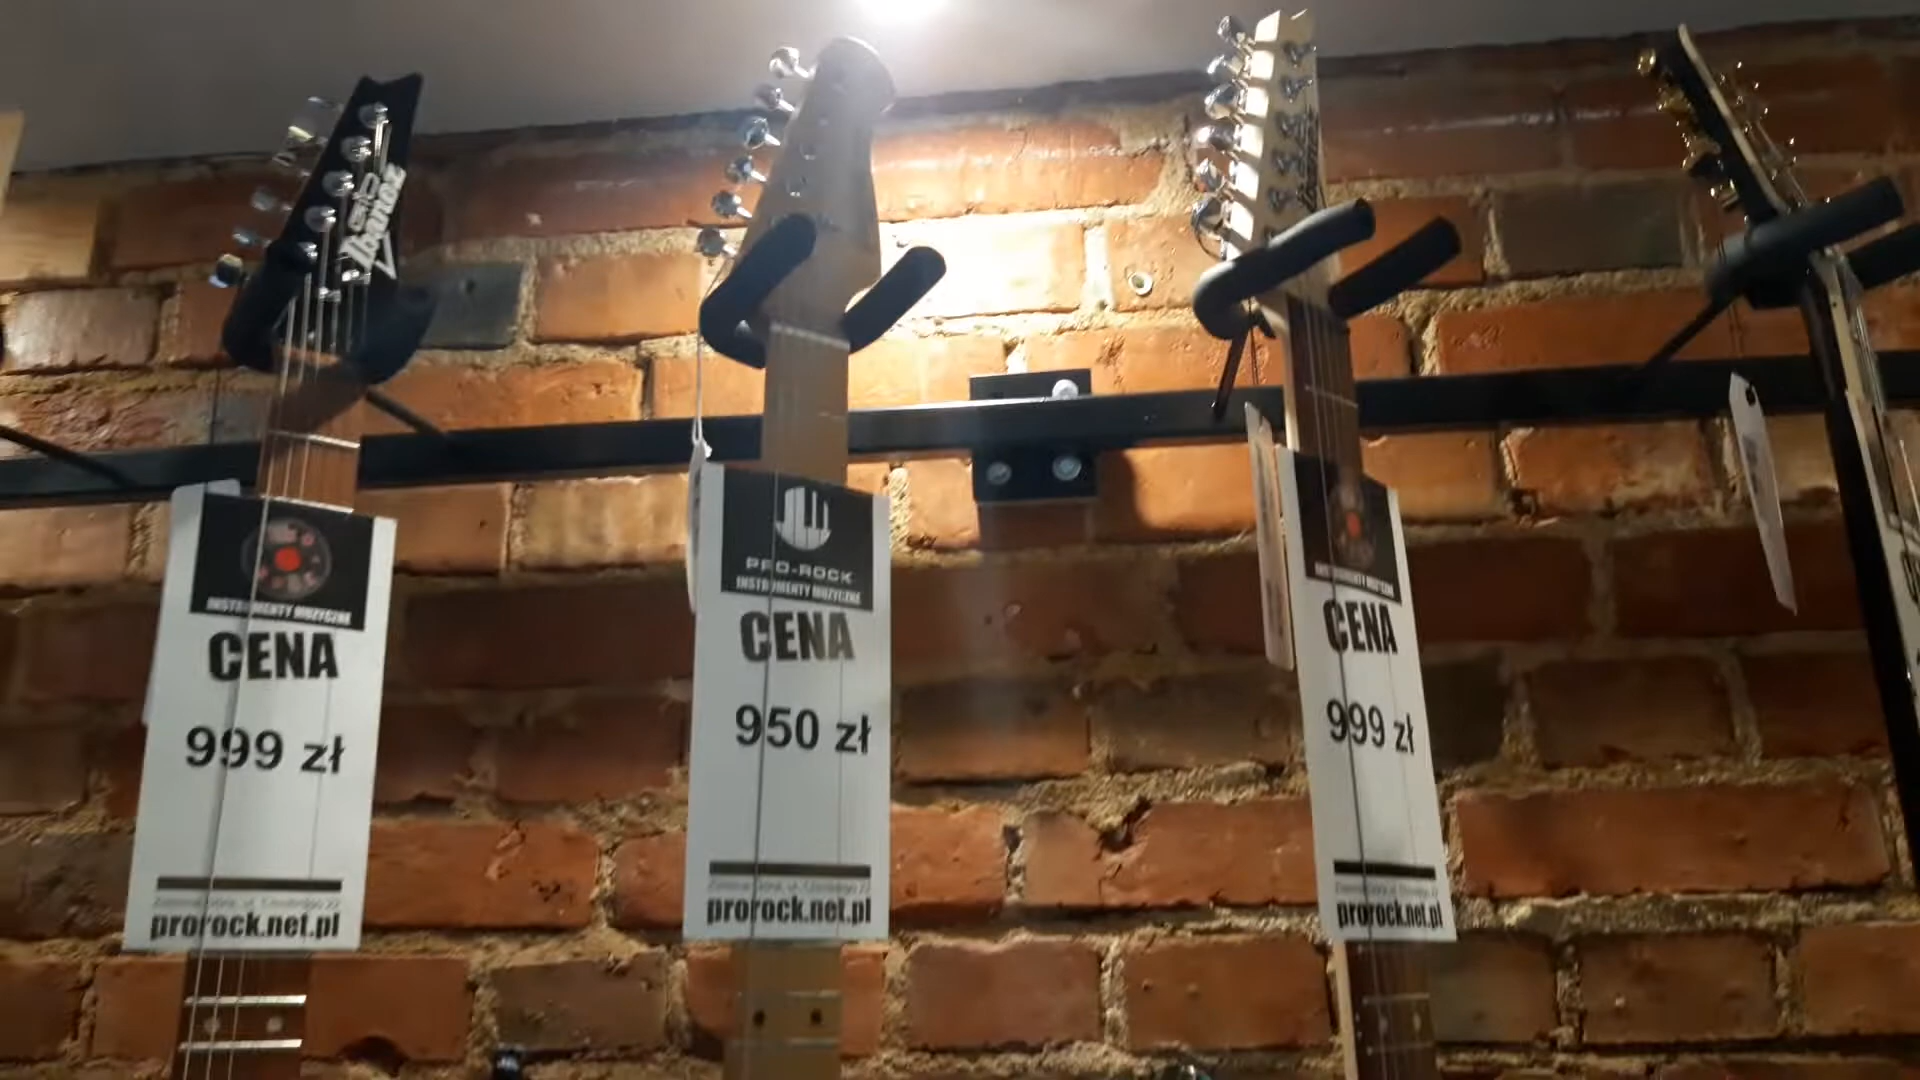 Ibanez
INSTRUMENTY MUZYCZNE
CENA
999 zł
prorock.net.pl
PRO-ROCK
INSTRUMENTY MUZYCZNE
CENA
950 zł
prorock.net.pl
Ibanez
INSTRUMENTY MUZYCZNE
CENA
999 zł
prorock.net.pl